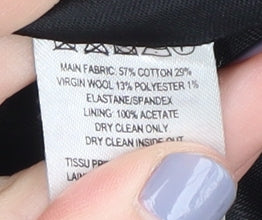 MAIN FABRIC: 57% COTTON 29%
VIRGIN WOOL 13% POLYESTER 1%
ELASTANE/SPANDEX
LINING: 100% ACETATE
DRY CLEAN ONLY
DRY CLEAN INSIDE OUT
TISSU